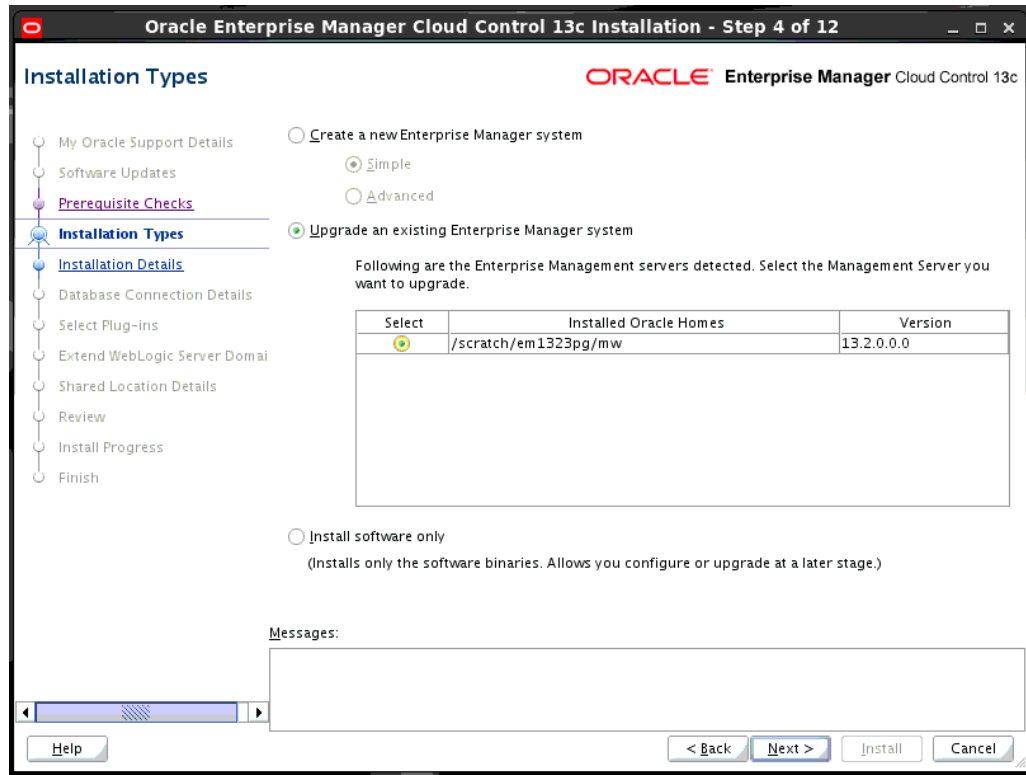 Oracle Enterprise Manager Cloud Control 13c Installation - Step 4 of 12
Installation Types
ORACLE Enterprise Manager Cloud Control 13c
My Oracle Support Details
Software Updates
Prerequisite Checks
Installation Types
Installation Details
Database Connection Details
Select Plug-ins
Extend WebLogic Server Domai
Shared Location Details
Review
Install Progress
Finish
Create a new Enterprise Manager system
Simple
Advanced
Upgrade an existing Enterprise Manager system
Following are the Enterprise Management servers detected. Select the Management Server you
want to upgrade.
Select Installed Oracle Homes Version
/scratch/em1323pg/mw 13.2.0.0.0
Install software only
(Installs only the software binaries. Allows you configure or upgrade at a later stage.)
Messages:
Help < Back Next > Install Cancel